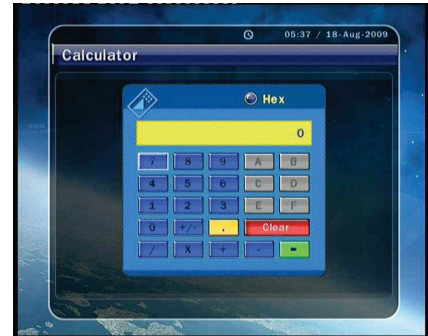 05:37 / 18-Aug-2009
Calculator
Hex
0
7 8 9 A B
4 5 6 C D
1 2 3 E F
0 +/- . Clear
/ X + - =